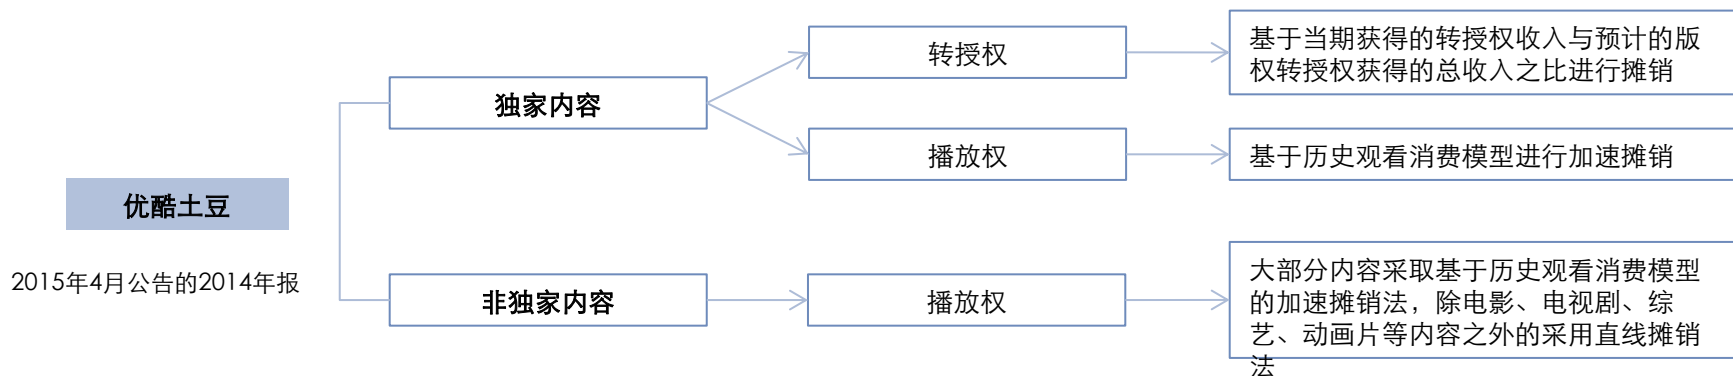 转授权
基于当期获得的转授权收入与预计的版
权转授权获得的总收入之比进行摊销
独家内容
播放权
基于历史观看消费模型进行加速摊销
优酷土豆
2015年4月公告的2014年报
非独家内容
播放权
大部分内容采取基于历史观看消费模型
的加速摊销法，除电影、电视剧、综
艺、动画片等内容之外的采用直线摊销
法